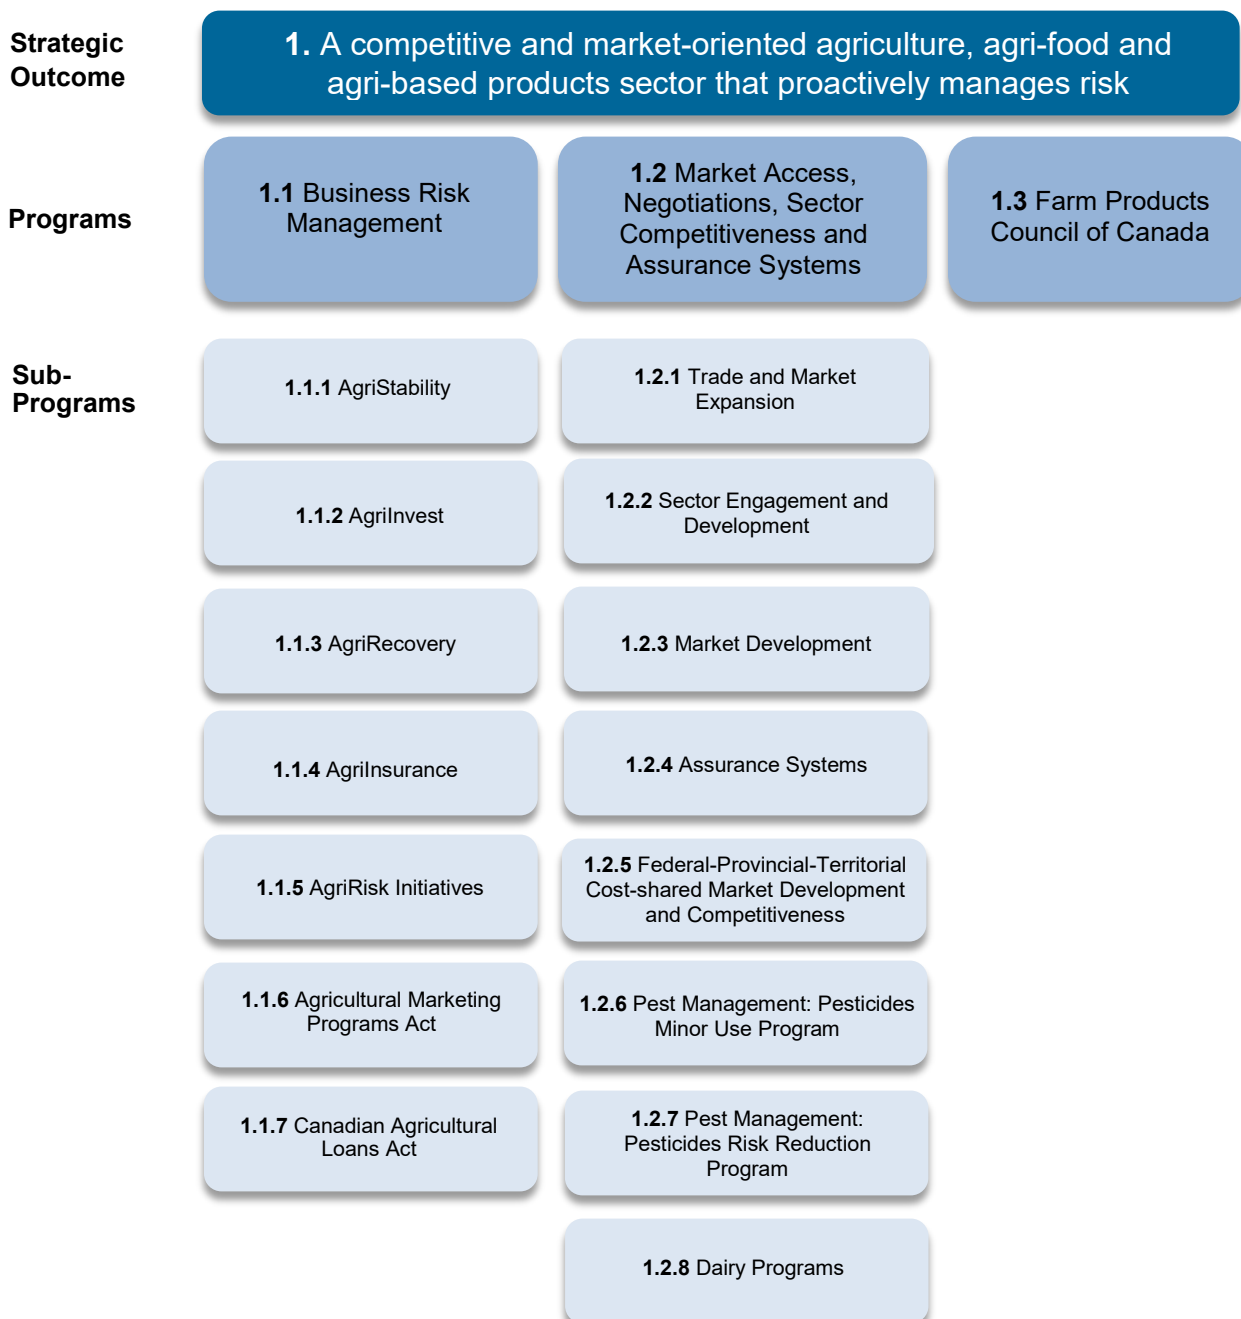 Strategic
Outcome
1. A competitive and market-oriented agriculture, agri-food and
agri-based products sector that proactively manages risk
Programs
1.1 Business Risk
Management
1.2 Market Access,
Negotiations, Sector
Competitiveness and
Assurance Systems
1.3 Farm Products
Council of Canada
Sub-
Programs
1.1.1 AgriStability
1.2.1 Trade and Market
Expansion
1.1.2 AgriInvest
1.2.2 Sector Engagement and
Development
1.1.3 AgriRecovery
1.2.3 Market Development
1.1.4 AgriInsurance
1.2.4 Assurance Systems
1.1.5 AgriRisk Initiatives
1.2.5 Federal-Provincial-Territorial
Cost-shared Market Development
and Competitiveness
1.1.6 Agricultural Marketing
Programs Act
1.2.6 Pest Management: Pesticides
Minor Use Program
1.1.7 Canadian Agricultural
Loans Act
1.2.7 Pest Management:
Pesticides Risk Reduction
Program
1.2.8 Dairy Programs